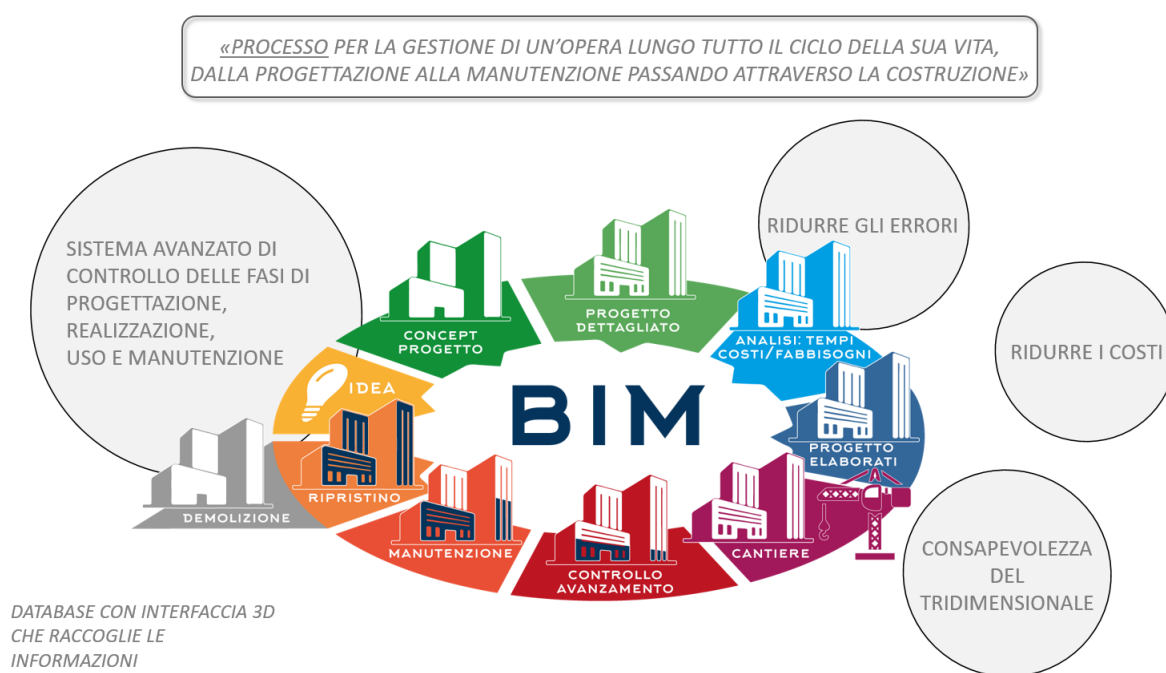 «PROCESSO PER LA GESTIONE DI UN'OPERA LUNGO TUTTO IL CICLO DELLA SUA VITA,
DALLA PROGETTAZIONE ALLA MANUTENZIONE PASSANDO ATTRAVERSO LA COSTRUZIONE»
SISTEMA AVANZATO DI
CONTROLLO DELLE FASI DI
PROGETTAZIONE,
REALIZZAZIONE,
USO E MANUTENZIONE
RIDURRE GLI ERRORI
RIDURRE I COSTI
CONSAPEVOLEZZA
DEL
TRIDIMENSIONALE
BIM
IDEA
CONCEPT
PROGETTO
PROGETTO
DETTAGLIATO
ANALISI: TEMPI
COSTI/FABBISOGNI
PROGETTO
ELABORATI
CANTIERE
CONTROLLO
AVANZAMENTO
MANUTENZIONE
RIPRISTINO
DEMOLIZIONE
DATABASE CON INTERFACCIA 3D
CHE RACCOGLIE LE
INFORMAZIONI